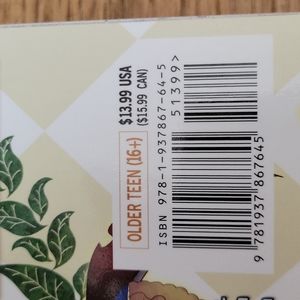 $13.99 USA
($15.99 CAN)
OLDER TEEN (16+)
ISBN 978-1-937867-64-5
51399>
9 781937 867645